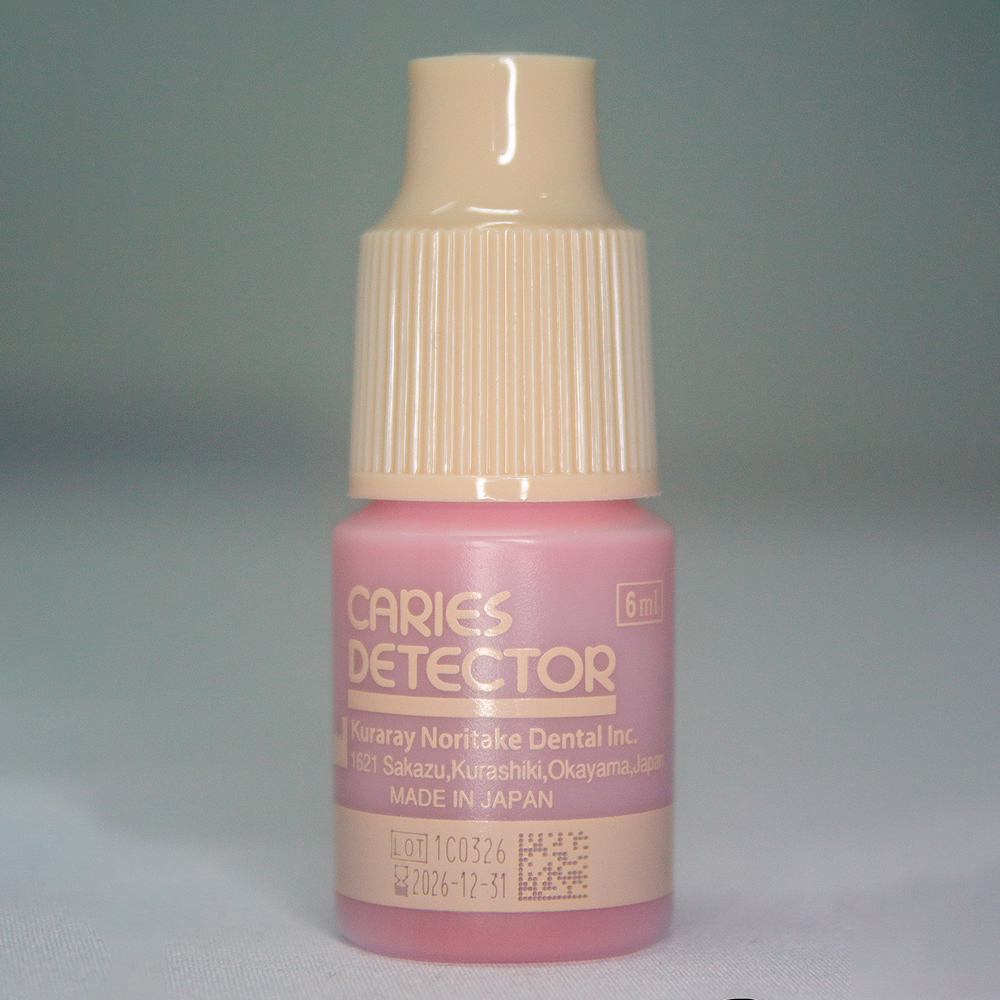 CARIES
DETECTOR
6ml
Kuraray Noritake Dental Inc.
1621 Sakazu,Kurashiki,Okayama,Japan
MADE IN JAPAN
LOT 1C0326
2026-12-31